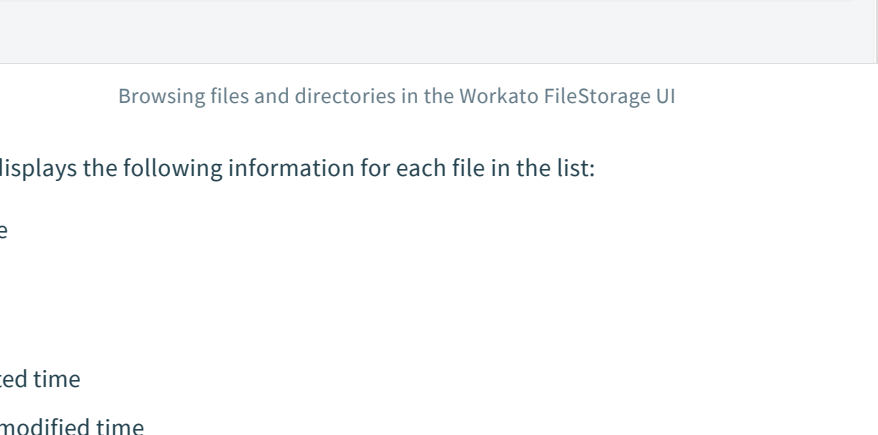 Browsing files and directories in the Workato FileStorage UI
displays the following information for each file in the list:
e
ted time
modified time